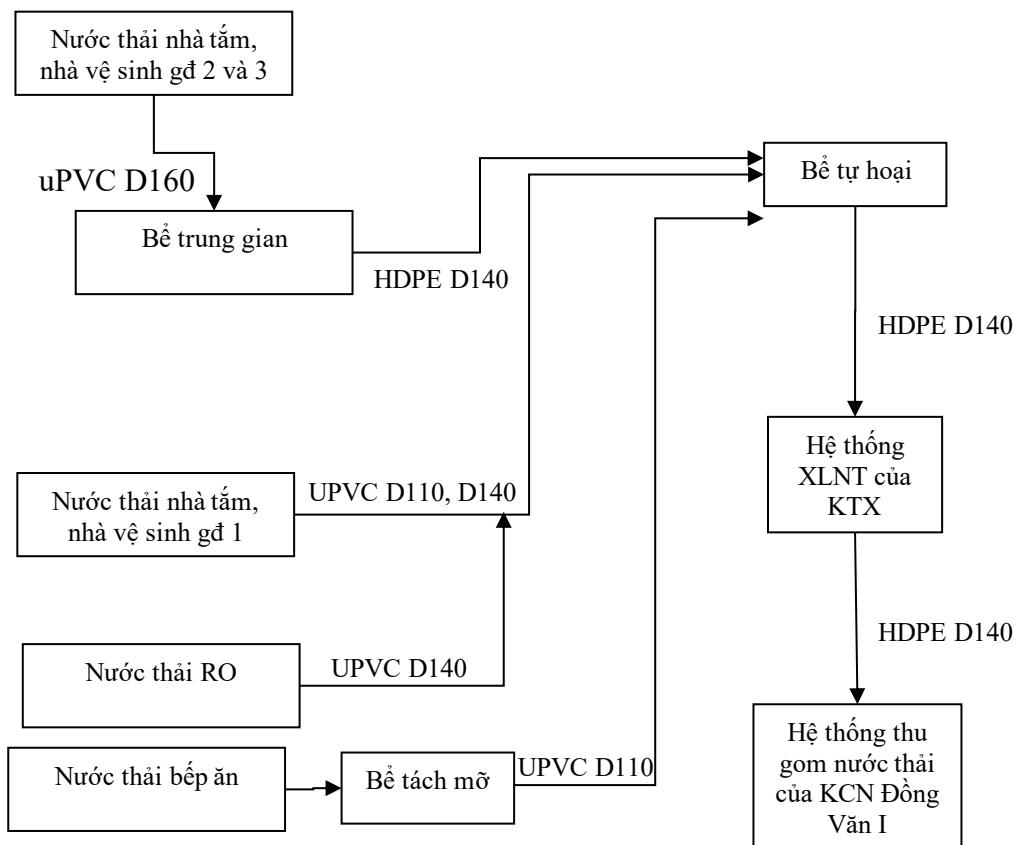 Nước thải nhà tắm,
nhà vệ sinh gđ 2 và 3
uPVC D160
Bể trung gian
HDPE D140
Bể tự hoại
HDPE D140
Hệ thống
XLNT của
KTX
Nước thải nhà tắm,
nhà vệ sinh gđ 1
UPVC D110, D140
HDPE D140
Nước thải RO
UPVC D140
Nước thải bếp ăn
Bể tách mỡ
UPVC D110
Hệ thống thu
gom nước thải
của KCN Đồng
Văn I